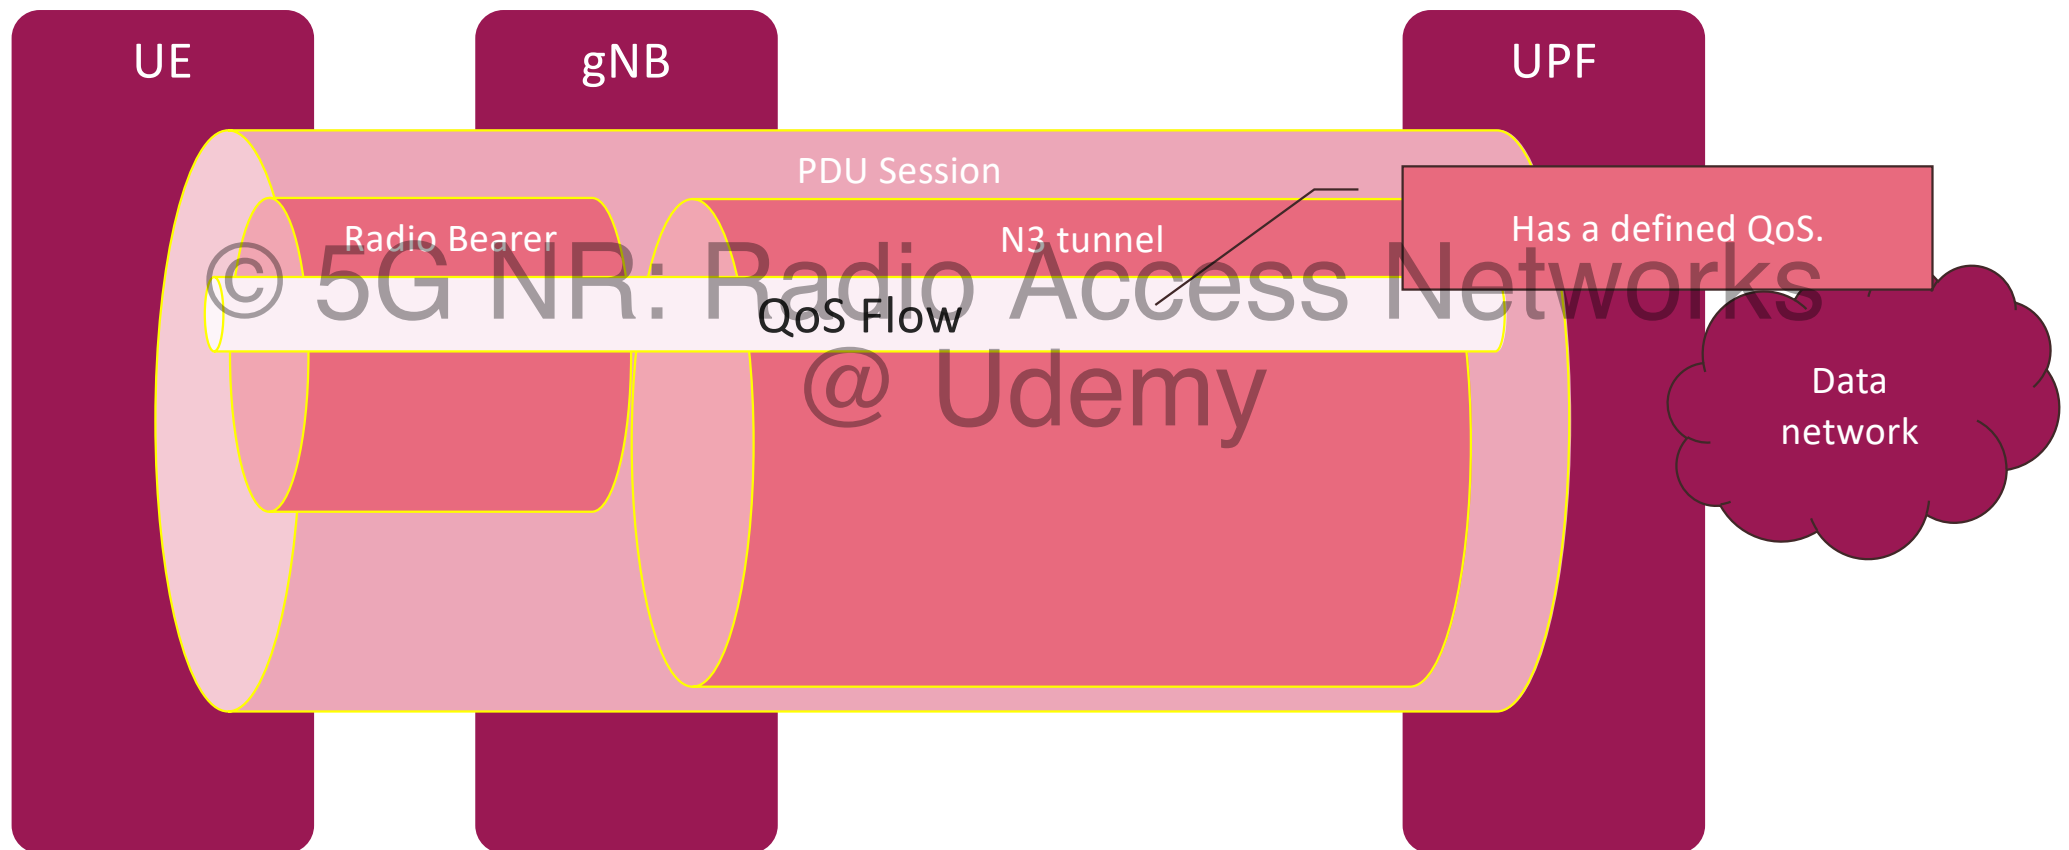 UE
gNB
UPF
PDU Session
Has a defined QoS.
Radio Bearer
N3 tunnel
© 5G NR: Radio Access Networks
QoS Flow
@ Udemy
Data
network